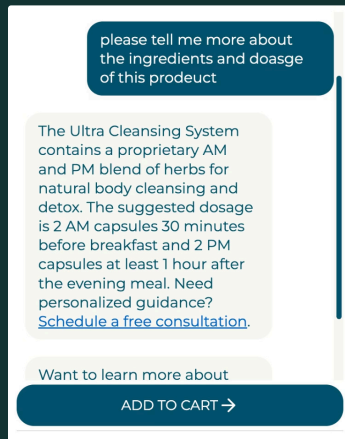 please tell me more about
the ingredients and doasge
of this prodeuct
The Ultra Cleansing System
contains a proprietary AM
and PM blend of herbs for
natural body cleansing and
detox. The suggested dosage
is 2 AM capsules 30 minutes
before breakfast and 2 PM
capsules at least 1 hour after
the evening meal. Need
personalized guidance?
Schedule a free consultation.
Want to learn more about
ADD TO CART →